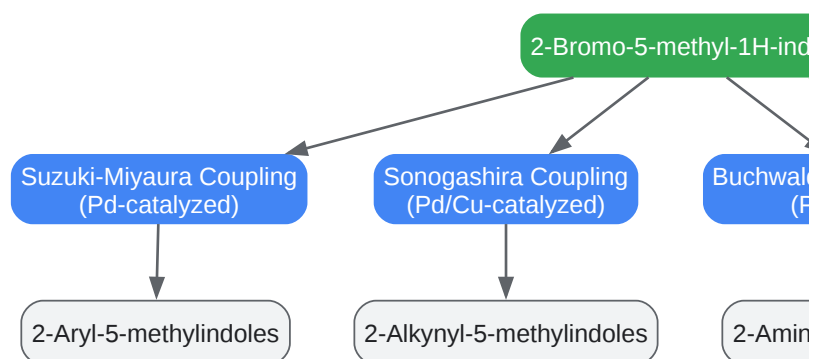 2-Bromo-5-methyl-1H-ind
Suzuki-Miyaura Coupling
(Pd-catalyzed)
Sonogashira Coupling
(Pd/Cu-catalyzed)
Buchwal
2-Aryl-5-methylindoles
2-Alkynyl-5-methylindoles
2-Amin